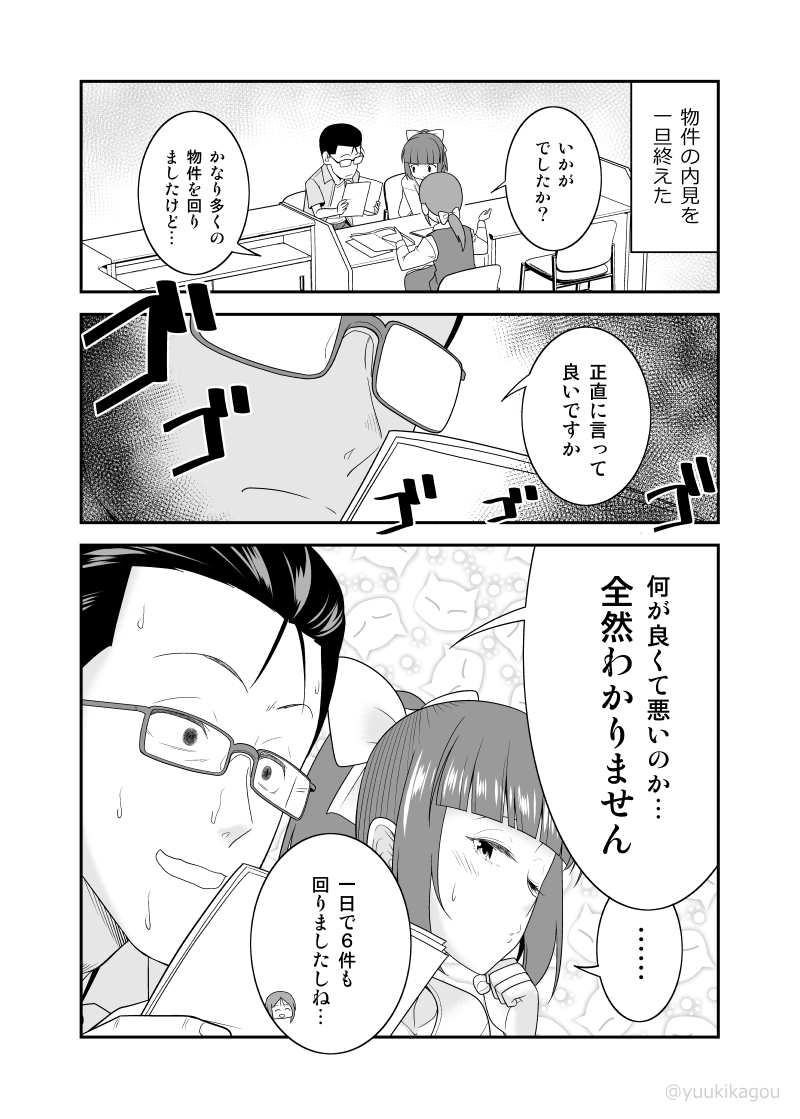 物件の内見を
一旦終えた
いかが
でしたか？
かなり多くの
物件を回り
ましたけど…
正直に言って
良いですか
ゴゴ
ゴゴゴ
何が良くて悪いのか…
全然わかりません
……
一日で6件も
回りましたしね…
@yuukikagou